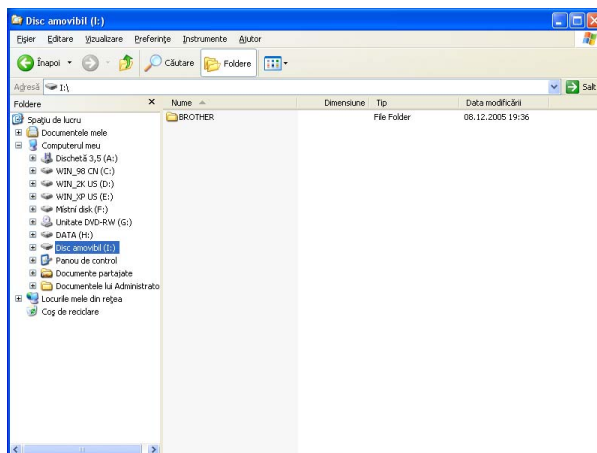 Disc amovibil (I:)
Fișier Editare Vizualizare Preferințe Instrumente Ajutor
Înapoi Căutare Foldere
Adresă I:\ Salt
Foldere Nume Dimensiune Tip Data modificării
Spațiu de lucru BROTHER File Folder 08.12.2005 19:36
Documentele mele
Computerul meu
Dischetă 3,5 (A:)
WIN_98 CN (C:)
WIN_2K US (D:)
WIN_XP US (E:)
Místní disk (F:)
Unitate DVD-RW (G:)
DATA (H:)
Disc amovibil (I:)
Panou de control
Documente partajate
Documentele lui Administrato
Locurile mele din rețea
Coș de reciclare